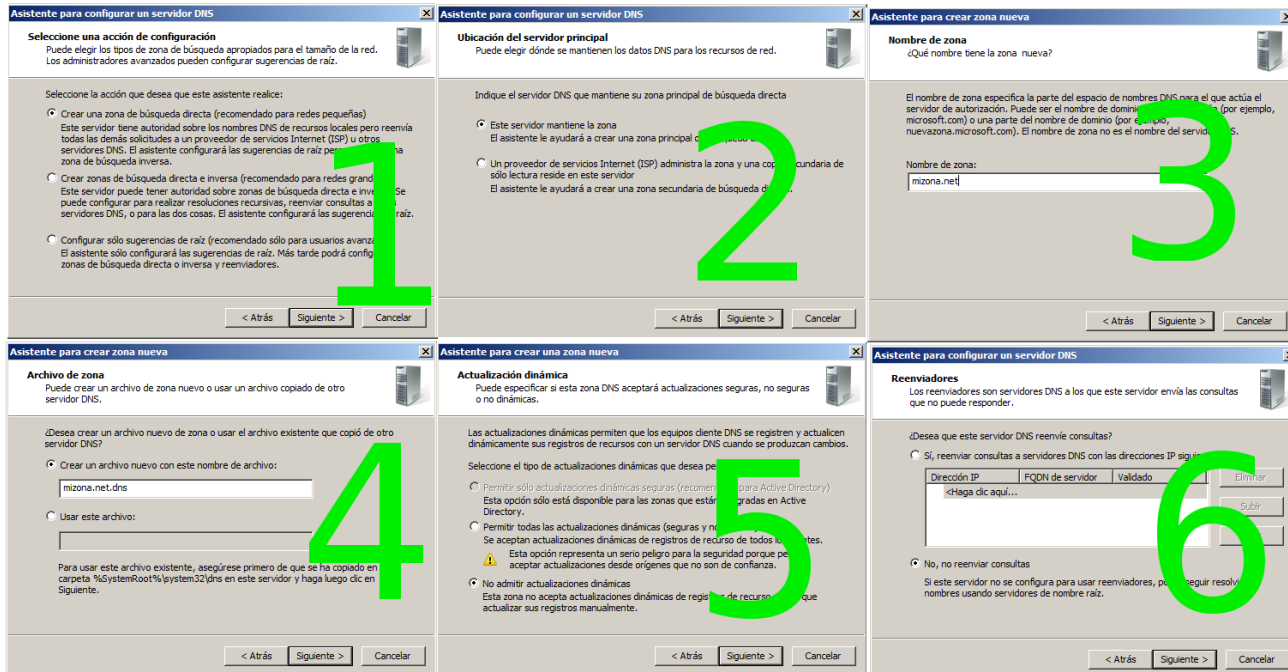 Asistente para configurar un servidor DNS
Seleccione una acción de configuración
Puede elegir los tipos de zona de búsqueda apropiados para el tamaño de la red.
Los administradores avanzados pueden configurar sugerencias de raíz.
Seleccione la acción que desea que este asistente realice:
Crear una zona de búsqueda directa (recomendado para redes pequeñas)
Este servidor tiene autoridad sobre los nombres DNS de recursos locales pero reenvía
todas las demás solicitudes a un proveedor de servicios Internet (ISP) u otros
servidores DNS. El asistente configurará las sugerencias de raíz pero na
zona de búsqueda inversa.
Crear zonas de búsqueda directa e inversa (recomendado para redes grand
Este servidor puede tener autoridad sobre zonas de búsqueda directa e inve Se
puede configurar para realizar resoluciones recursivas, reenviar consultas a
servidores DNS, o para las dos cosas. El asistente configurará las sugerencia raíz.
Configurar sólo sugerencias de raíz (recomendado sólo para usuarios avanza
El asistente sólo configurará las sugerencias de raíz. Más tarde podrá config
zonas de búsqueda directa o inversa y reenviadores.
< Atrás Siguiente > Cancelar
1
Asistente para configurar un servidor DNS
Ubicación del servidor principal
Puede elegir dónde se mantienen los datos DNS para los recursos de red.
Indique el servidor DNS que mantiene su zona principal de búsqueda directa
Este servidor mantiene la zona
El asistente le ayudará a crear una zona principal de
Un proveedor de servicios Internet (ISP) administra la zona y una cop cundaria de
sólo lectura reside en este servidor
El asistente le ayudará a crear una zona secundaria de búsqueda di
< Atrás Siguiente > Cancelar
2
Asistente para crear zona nueva
Nombre de zona
¿Qué nombre tiene la zona nueva?
El nombre de zona especifica la parte del espacio de nombres DNS para el que actúa el
servidor de autorización. Puede ser el nombre de domini (por ejemplo,
microsoft.com) o una parte del nombre de dominio (por ejemplo,
nuevazona.microsoft.com). El nombre de zona no es el nombre del servid S.
Nombre de zona:
mizona.net
< Atrás Siguiente > Cancelar
3
Asistente para crear zona nueva
Archivo de zona
Puede crear un archivo de zona nuevo o usar un archivo copiado de otro
servidor DNS.
¿Desea crear un archivo nuevo de zona o usar el archivo existente que copió de otro
servidor DNS?
Crear un archivo nuevo con este nombre de archivo:
mizona.net.dns
Usar este archivo:
Para usar este archivo existente, asegúrese primero de que se ha copiado en
carpeta %SystemRoot%\system32\dns en este servidor y haga luego clic en
Siguiente.
< Atrás Siguiente > Cancelar
4
Asistente para crear una zona nueva
Actualización dinámica
Puede especificar si esta zona DNS aceptará actualizaciones seguras, no seguras
o no dinámicas.
Las actualizaciones dinámicas permiten que los equipos cliente DNS se registren y actualicen
dinámicamente sus registros de recursos con un servidor DNS cuando se produzcan cambios.
Seleccione el tipo de actualizaciones dinámicas que desea pe
Permitir sólo actualizaciones dinámicas seguras (recomen para Active Directory)
Esta opción sólo está disponible para las zonas que están gradas en Active
Directory.
Permitir todas las actualizaciones dinámicas (seguras y no
Se aceptan actualizaciones dinámicas de registros de recurso de todos lo ntes.
Esta opción representa un serio peligro para la seguridad porque pe
aceptar actualizaciones desde orígenes que no son de confianza.
No admitir actualizaciones dinámicas
Esta zona no acepta actualizaciones dinámicas de regis de recurso que
actualizar sus registros manualmente.
< Atrás Siguiente > Cancelar
5
Asistente para configurar un servidor DNS
Reenviadores
Los reenviadores son servidores DNS a los que este servidor envía las consultas
que no puede responder.
¿Desea que este servidor DNS reenvíe consultas?
Sí, reenviar consultas a servidores DNS con las direcciones IP sigui
Dirección IP FQDN de servidor Validado
<Haga clic aquí...
Eliminar
Subir
No, no reenviar consultas
Si este servidor no se configura para usar reenviadores, po eguir resolvi
nombres usando servidores de nombre raíz.
< Atrás Siguiente > Cancelar
6